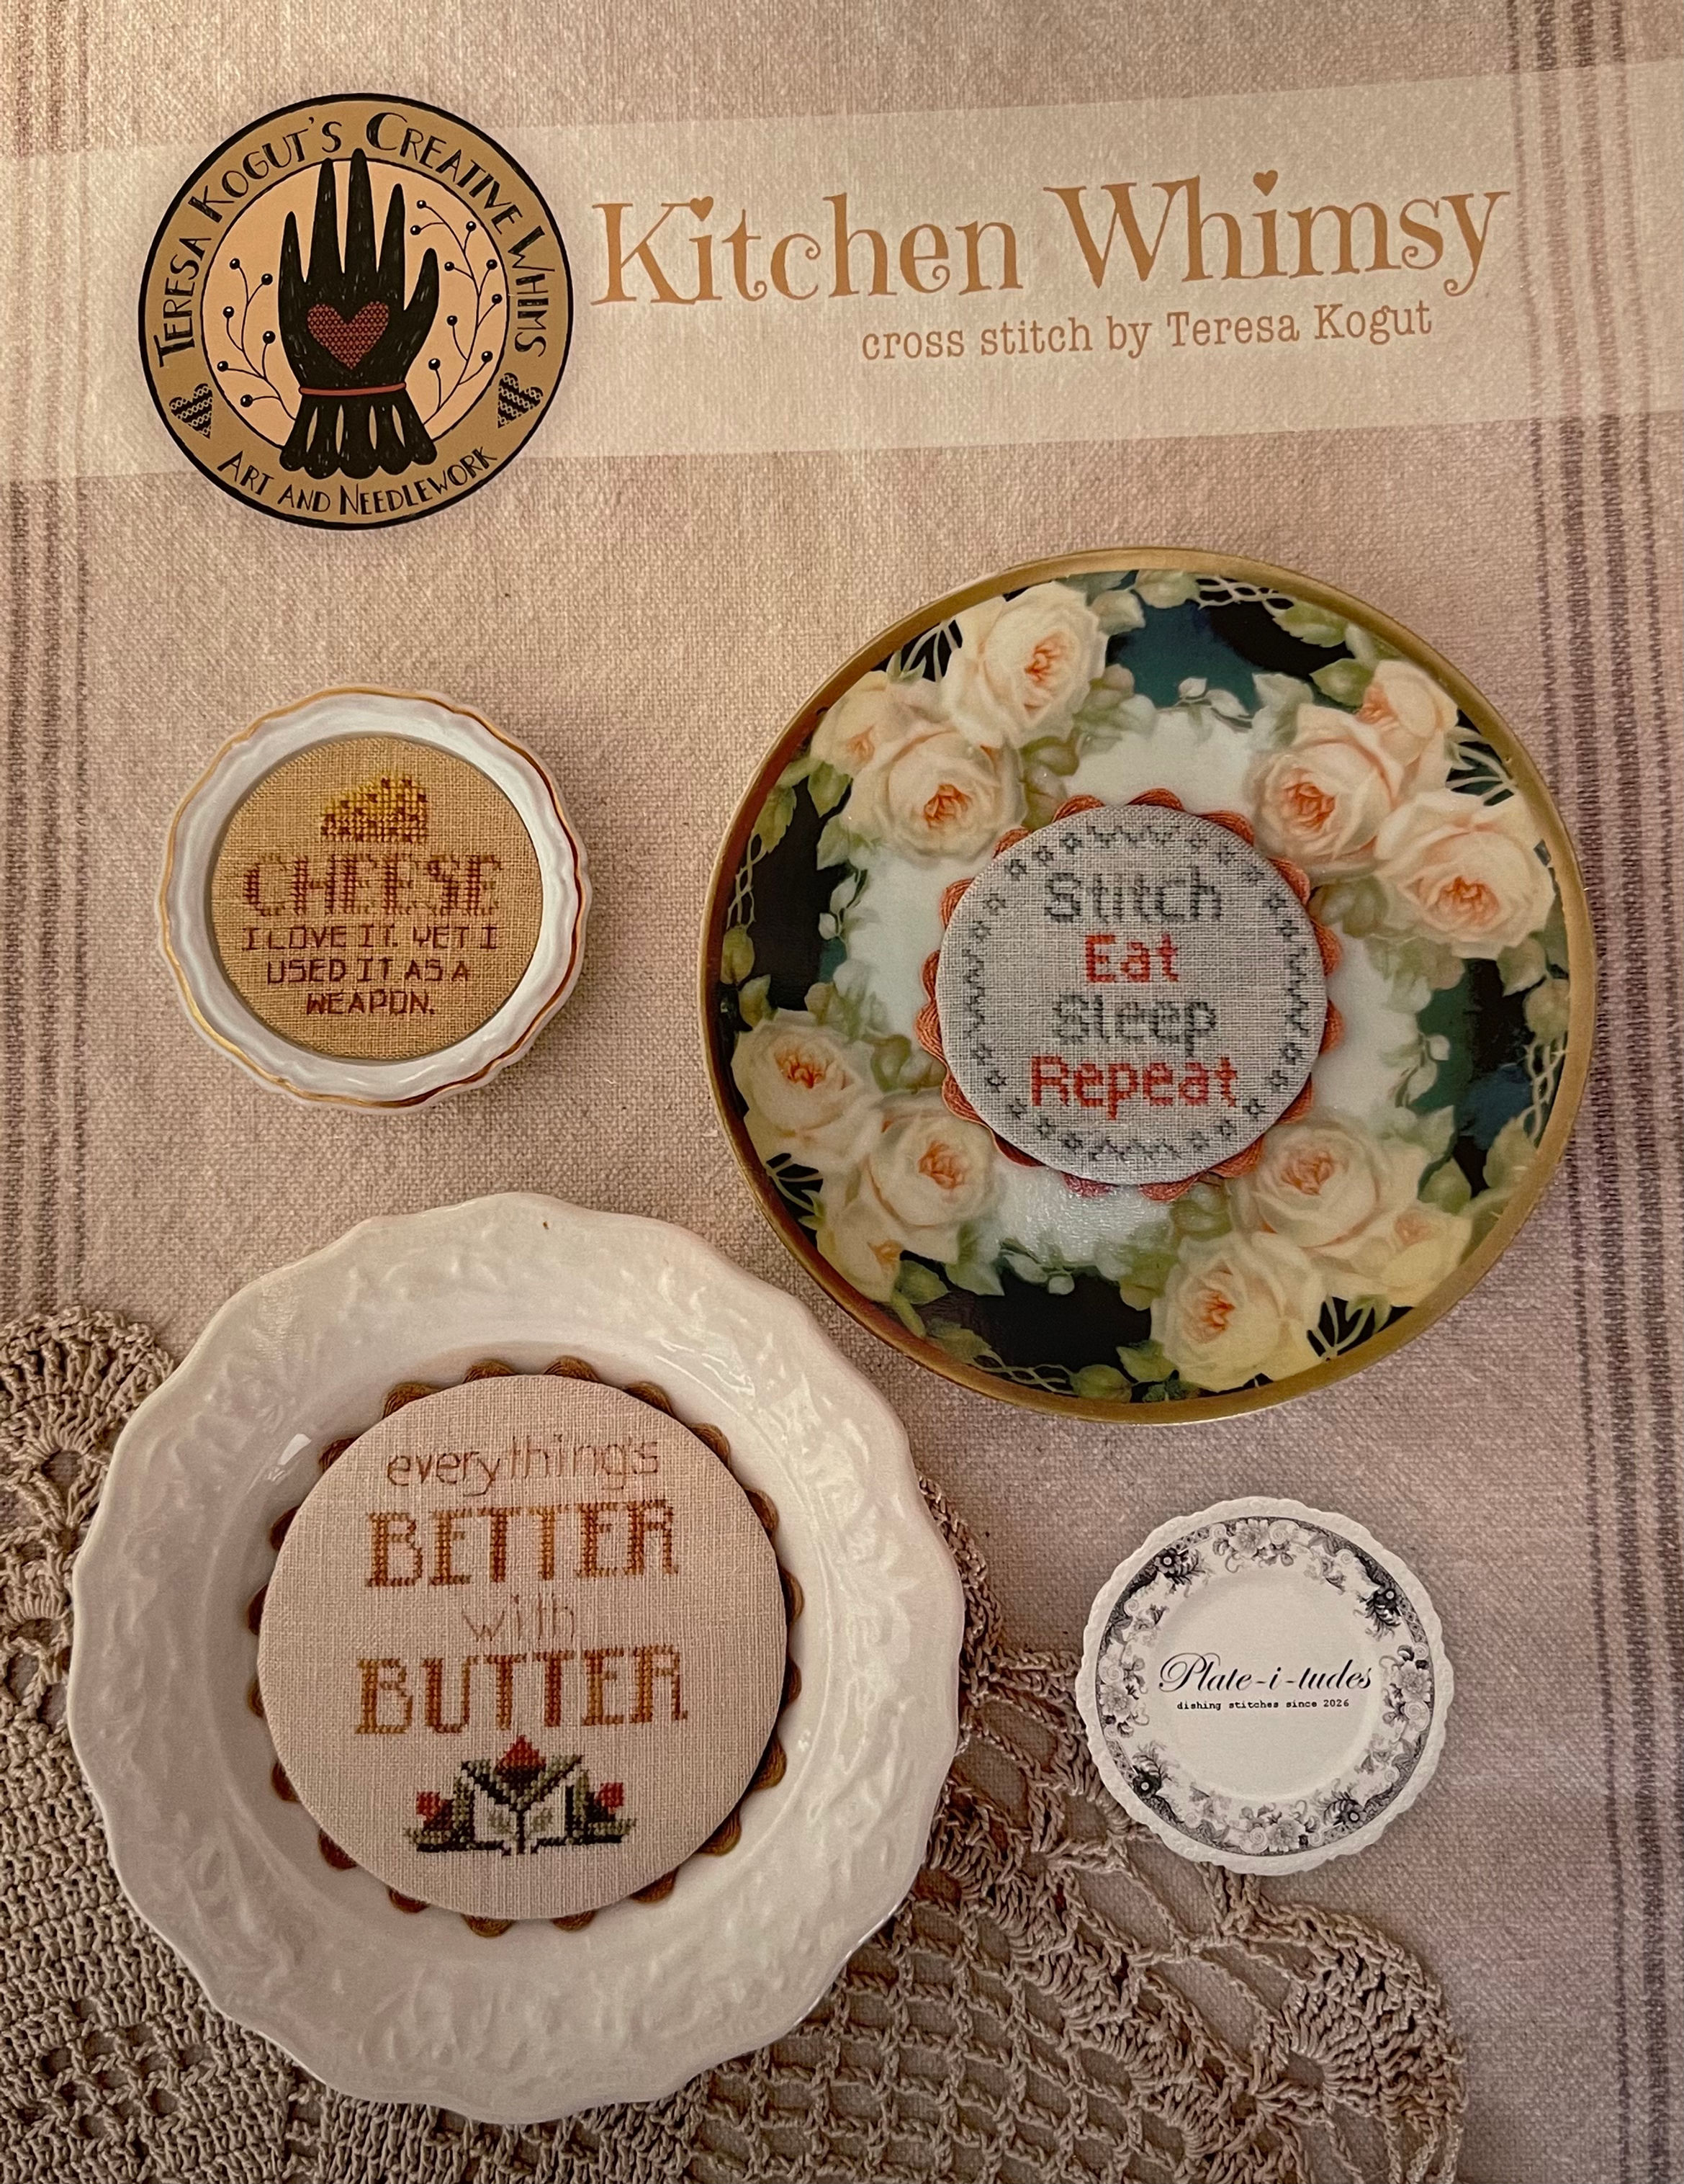 TERESA KOGUT'S CREATIVE WHIMS
ART AND NEEDLEWORK
Kitchen Whimsy
cross stitch by Teresa Kogut
CHEESE
I LOVE IT. YET I
USED IT AS A
WEAPON.
Stitch
Eat
Sleep
Repeat
everything's
BETTER
with
BUTTER
Plate-i-tudes
dishing stitches since 2026